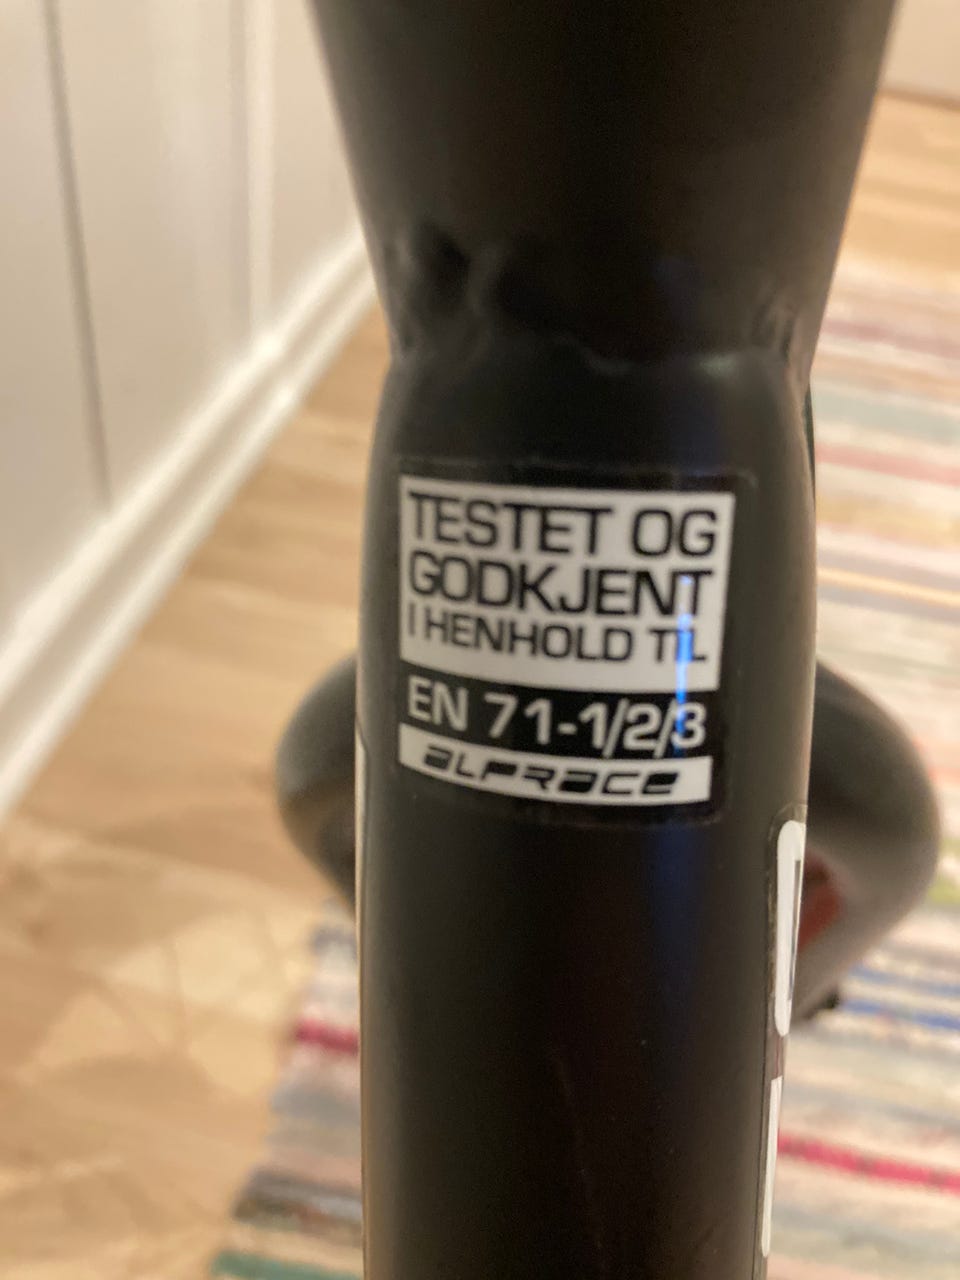 TESTET OG
GODKJENT
I HENHOLD TIL
EN 71-1/2/3
ALPRACE